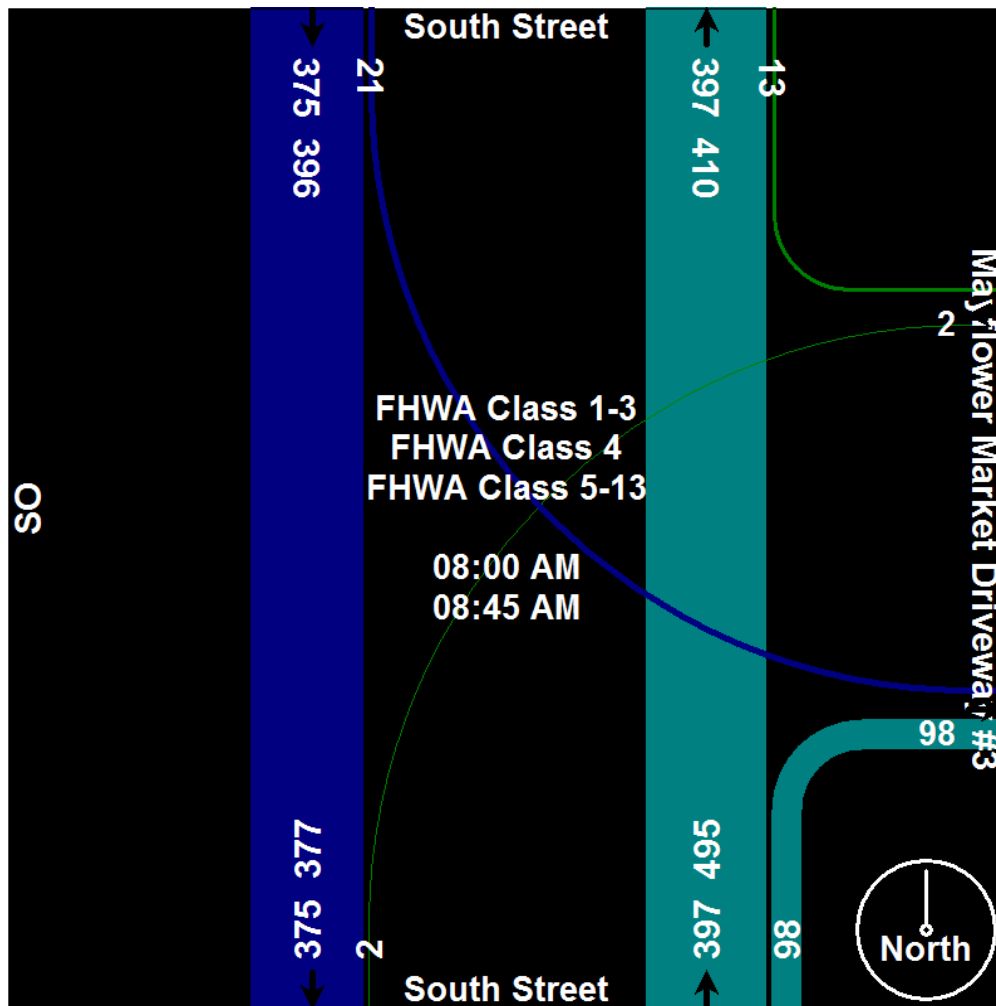 South Street
375 396
21
397 410
13
Mayflower Market Driveway #3
2
FHWA Class 1-3
FHWA Class 4
FHWA Class 5-13
SO
08:00 AM
08:45 AM
98
375 377
2
397 495
98
North
South Street